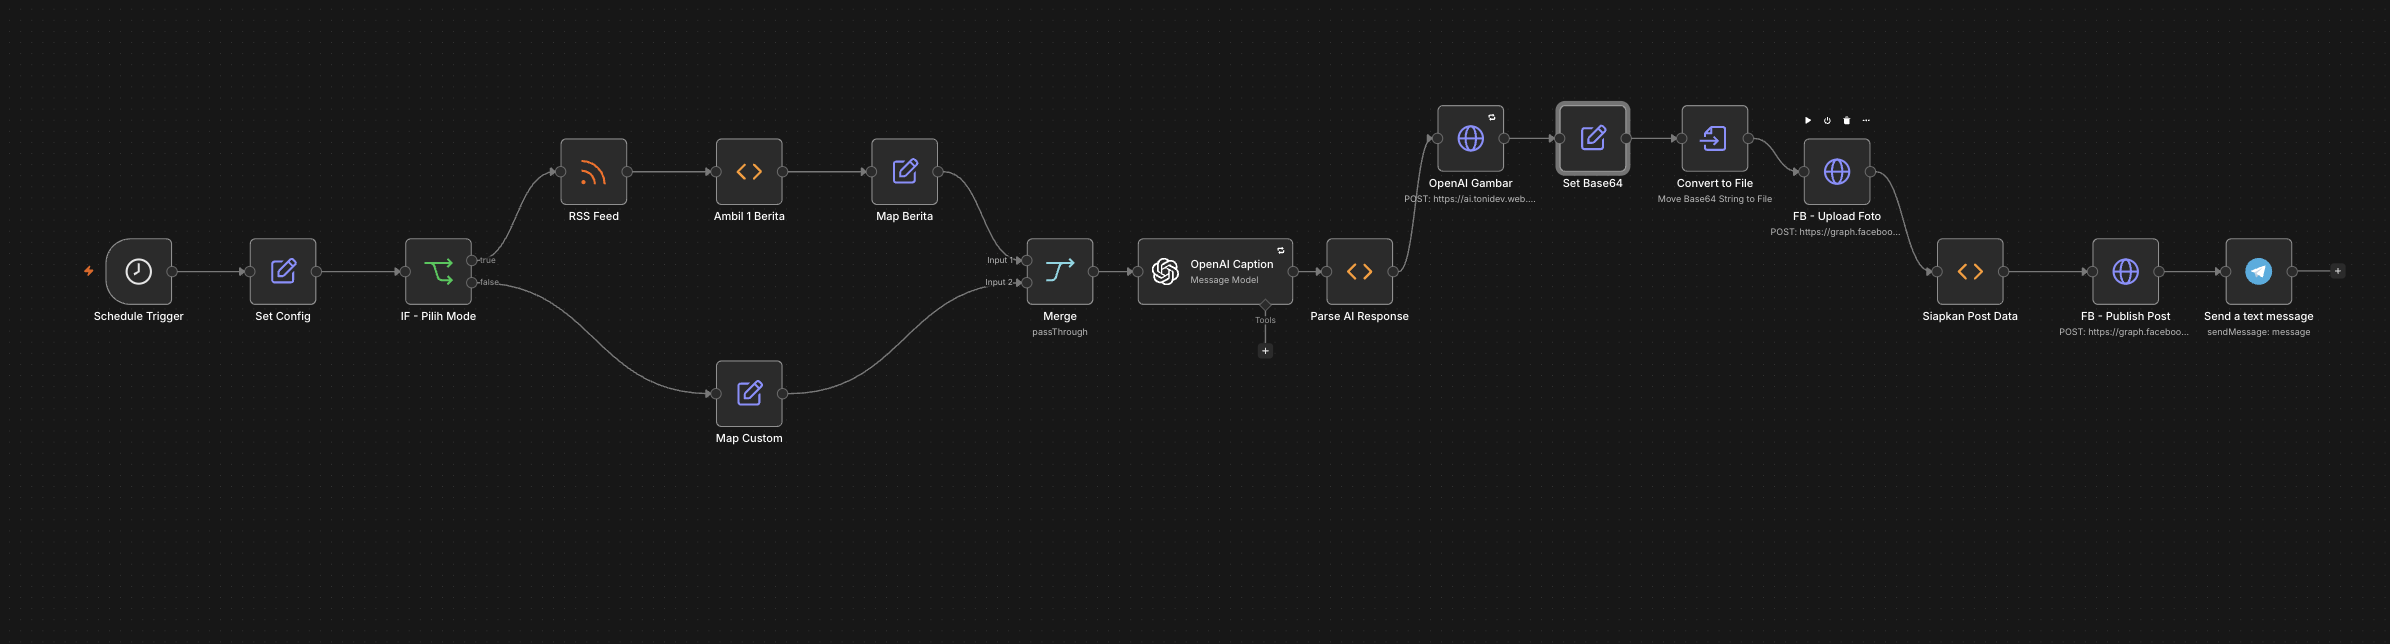 Schedule Trigger
Set Config
IF - Pilih Mode
true
false
RSS Feed
Ambil 1 Berita
Map Berita
Map Custom
Input 1
Input 2
Merge
passThrough
OpenAI Caption
Message Model
Tools
Parse AI Response
OpenAI Gambar
POST: https://ai.tonidev.web....
Set Base64
Convert to File
Move Base64 String to File
FB - Upload Foto
POST: https://graph.faceboo...
Siapkan Post Data
FB - Publish Post
POST: https://graph.faceboo...
Send a text message
sendMessage: message